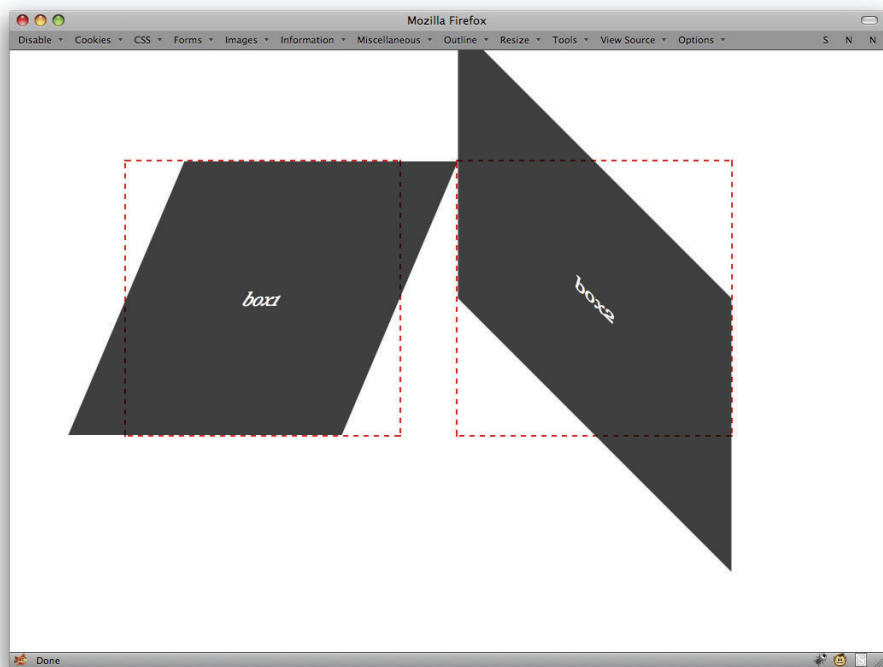 Mozilla Firefox
Disable Cookies CSS Forms Images Information Miscellaneous Outline Resize Tools View Source Options S N N
box1
box2
Done
S